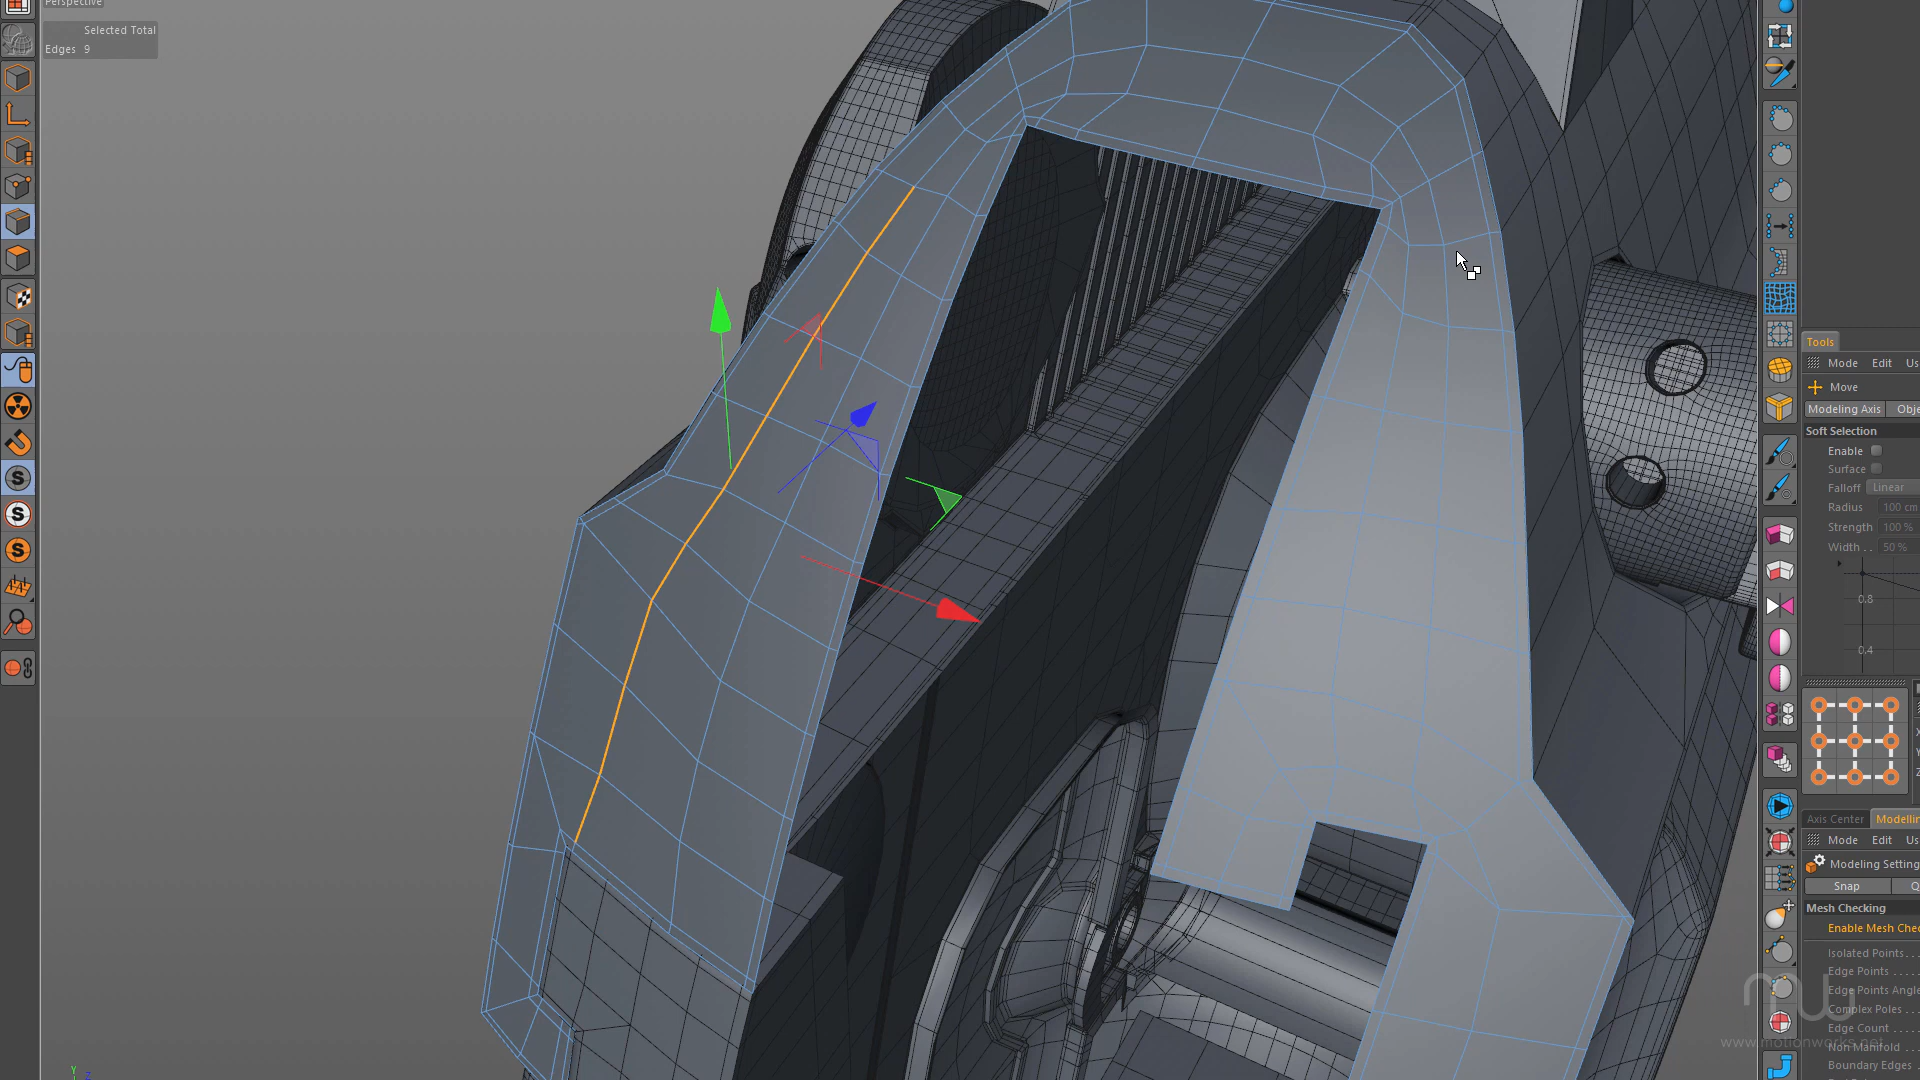 Perspective
Selected Total
Edges 9
S
S
S
Tools
Mode Edit Us
Move
Modeling Axis Obje
Soft Selection
Enable
Surface
Falloff Linear
Radius 100 cm
Strength 100 %
Width . . 50 %
0.8
0.4
Axis Center Modellin
Mode Edit Us
Modeling Setting
Snap Q
Mesh Checking
Enable Mesh Chec
Isolated Points . . .
Edge Points . . . .
Edge Points Angle
Complex Poles . .
Edge Count . . .
Non Manifold . .
Boundary Edges
www.motionworks.net
Y
Z